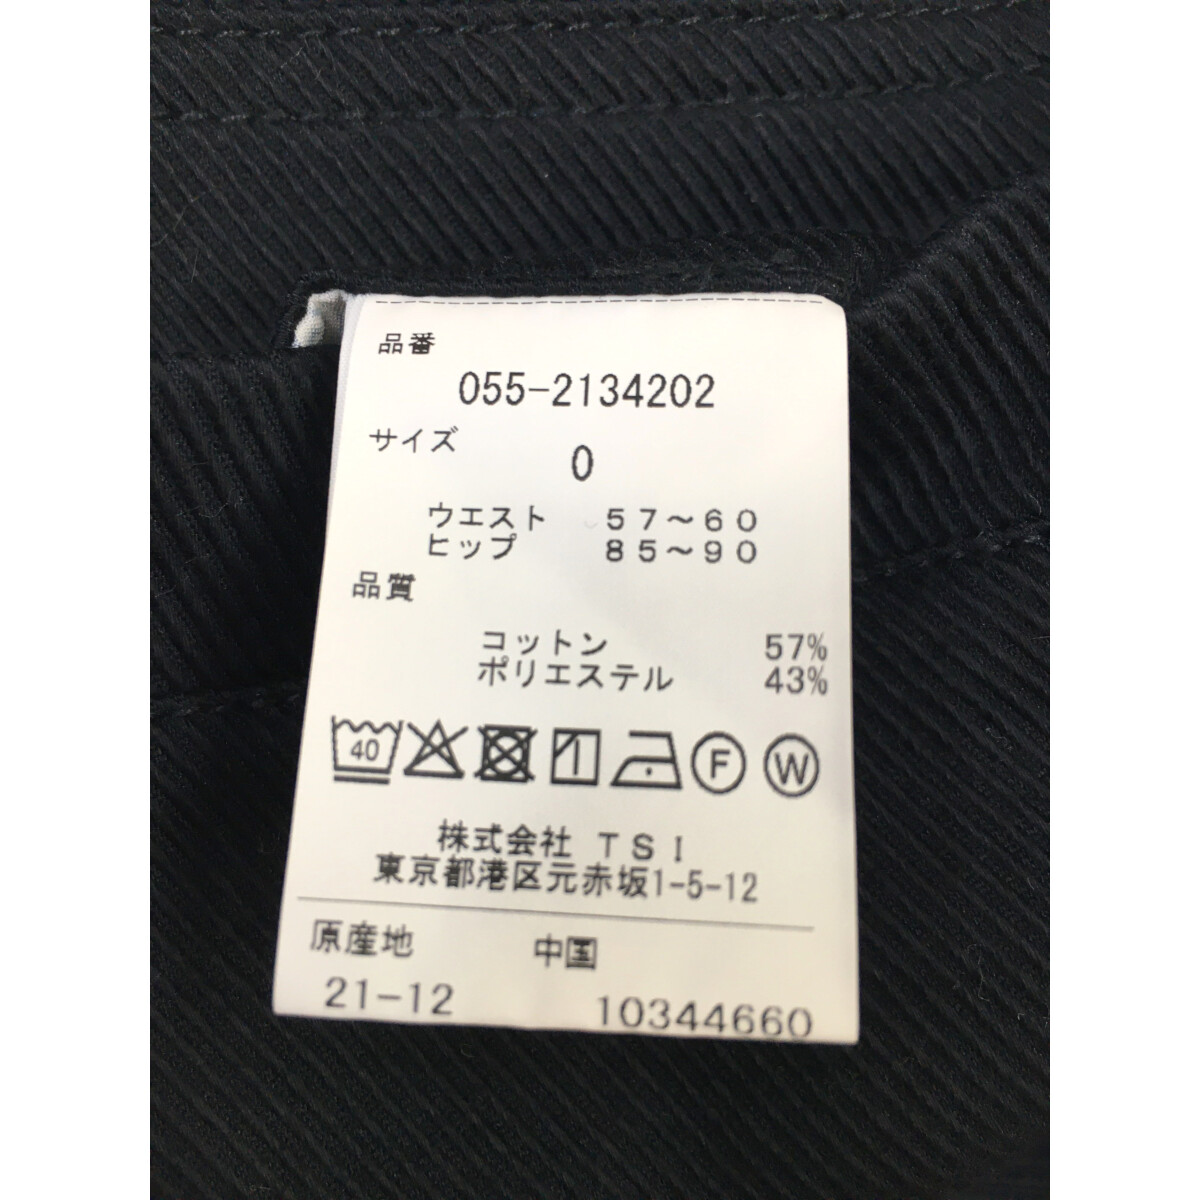 品番
055-2134202
サイズ
0
ウエスト 57〜60
ヒップ 85〜90
品質
コットン 57%
ポリエステル 43%
40 F W
株式会社 TSI
東京都港区元赤坂1-5-12
原産地 中国
21-12 10344660